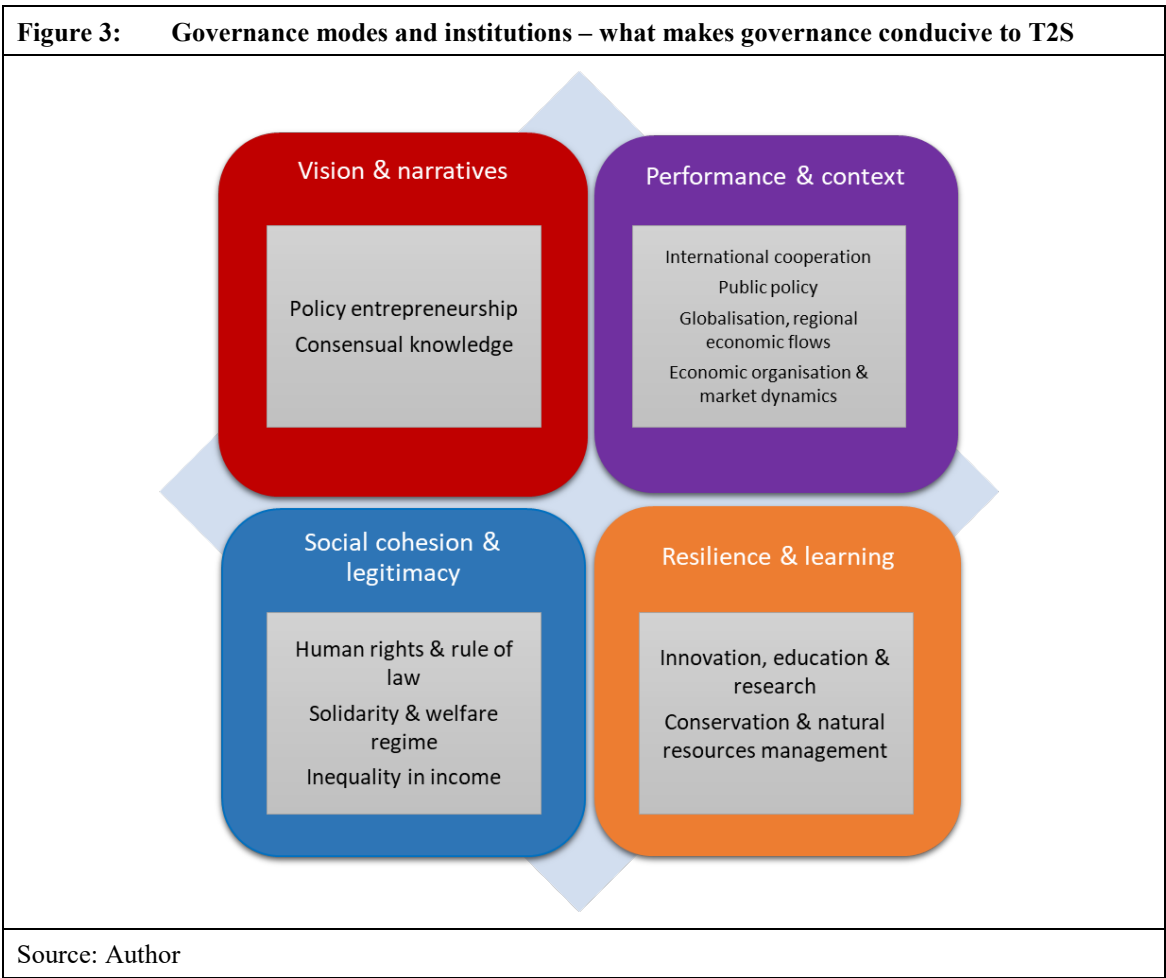 Figure 3: Governance modes and institutions – what makes governance conducive to T2S
Vision & narratives
Policy entrepreneurship
Consensual knowledge
Performance & context
International cooperation
Public policy
Globalisation, regional
economic flows
Economic organisation &
market dynamics
Social cohesion &
legitimacy
Human rights & rule of
law
Solidarity & welfare
regime
Inequality in income
Resilience & learning
Innovation, education &
research
Conservation & natural
resources management
Source: Author